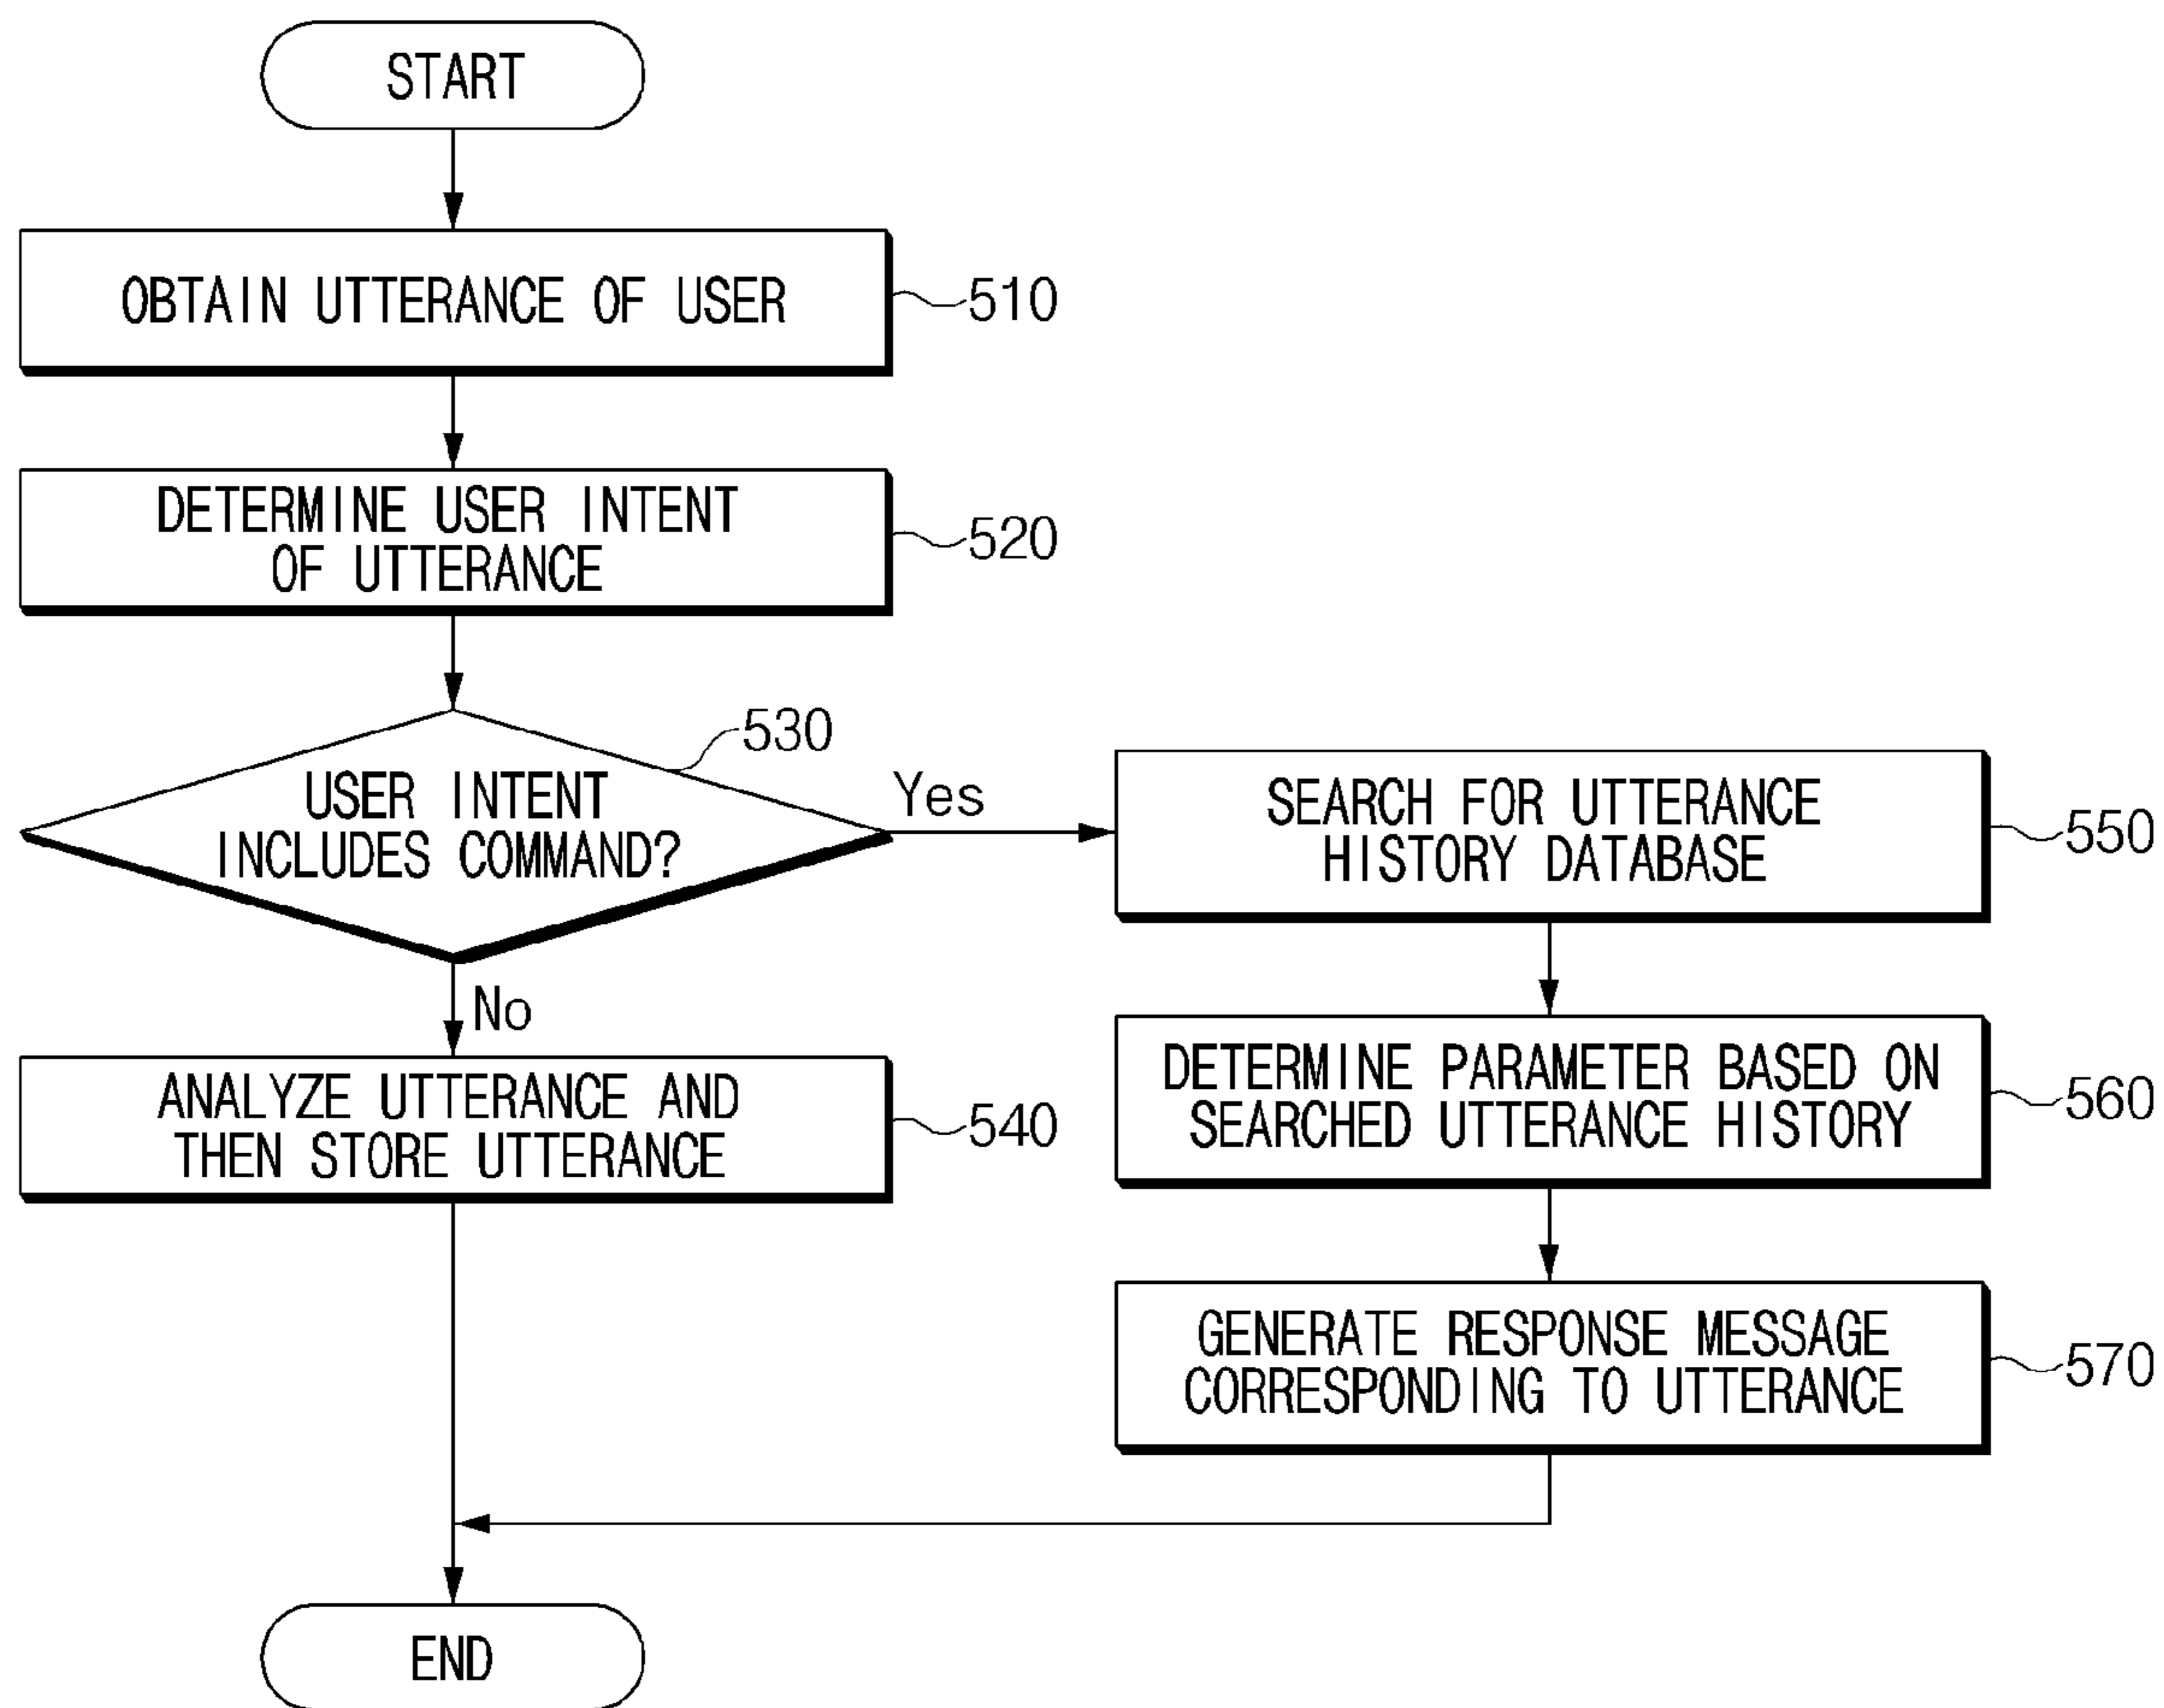 START
OBTAIN UTTERANCE OF USER
510
DETERMINE USER INTENT
OF UTTERANCE
520
530
USER INTENT
INCLUDES COMMAND?
Yes
No
ANALYZE UTTERANCE AND
THEN STORE UTTERANCE
540
SEARCH FOR UTTERANCE
HISTORY DATABASE
550
DETERMINE PARAMETER BASED ON
SEARCHED UTTERANCE HISTORY
560
GENERATE RESPONSE MESSAGE
CORRESPONDING TO UTTERANCE
570
END